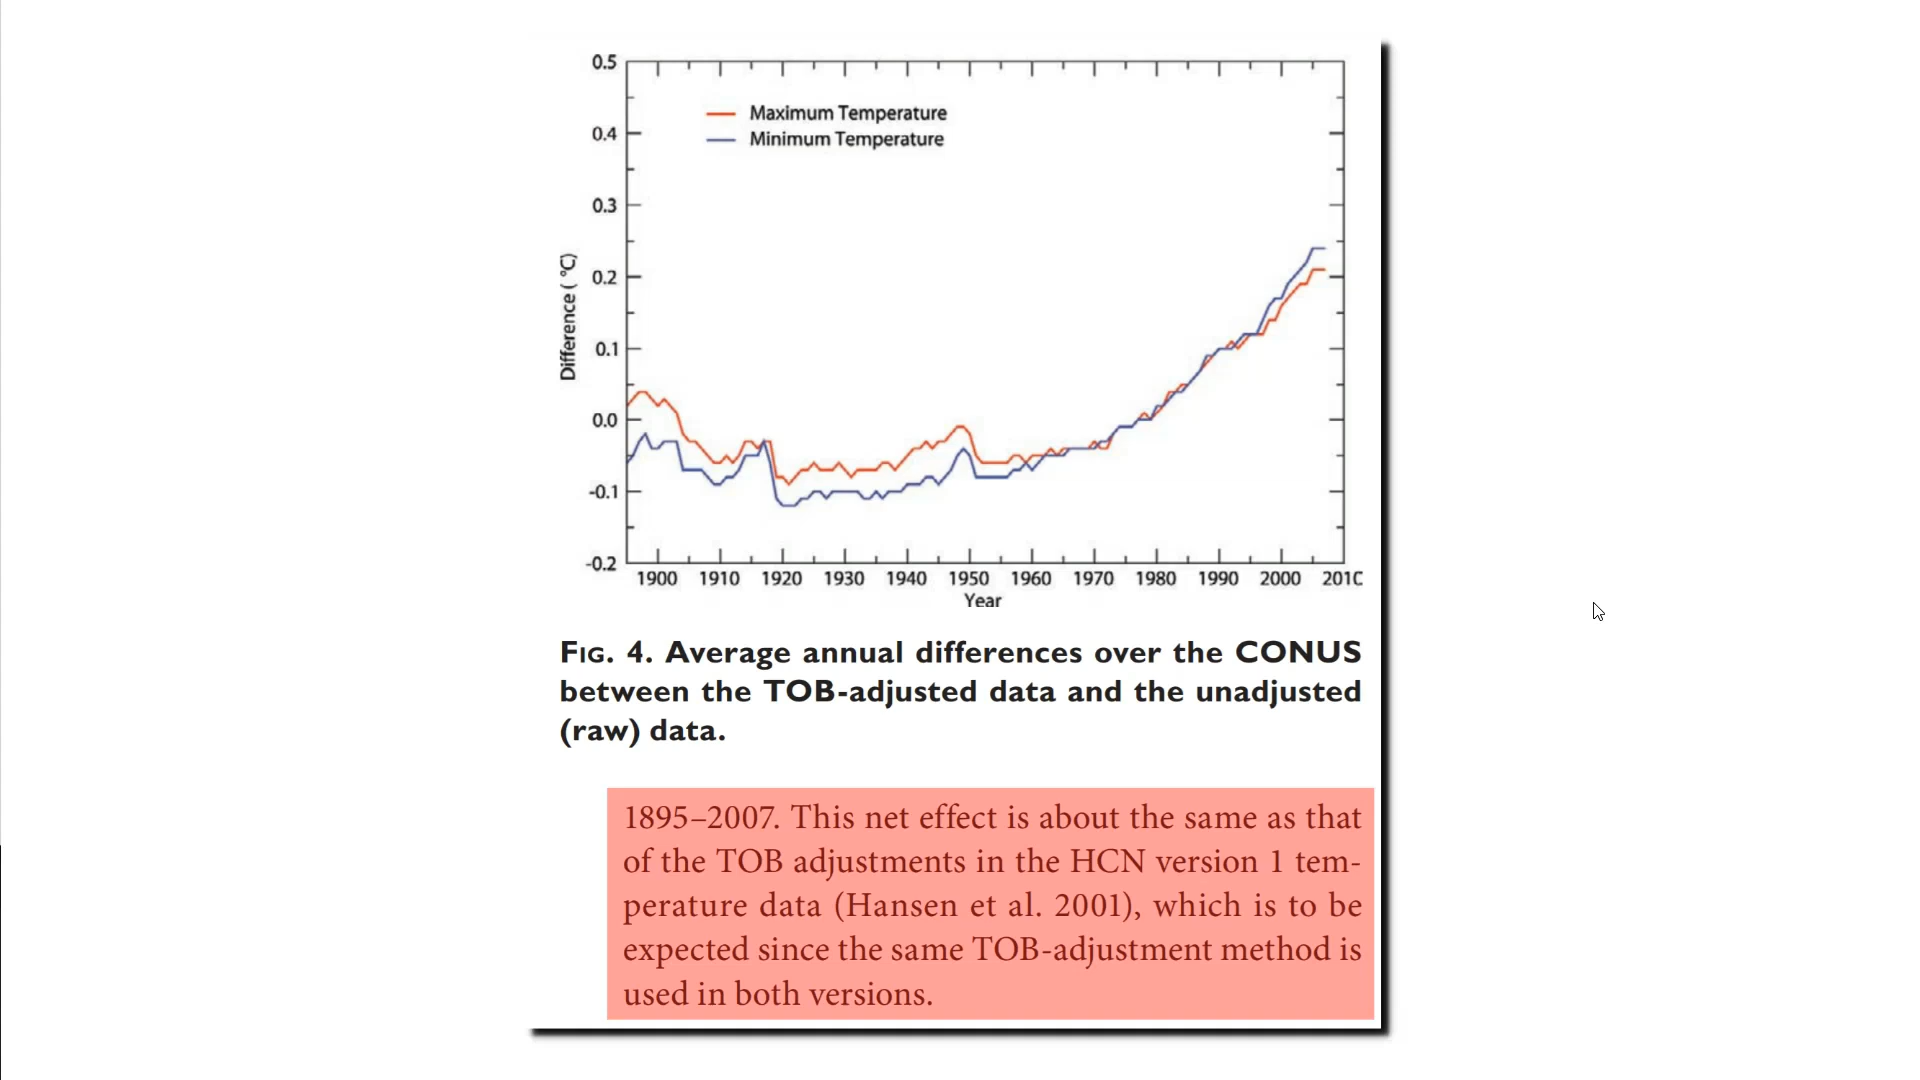 0.5
Maximum Temperature
0.4
Minimum Temperature
0.3
0.2
Difference ( °C)
0.1
0.0
-0.1
-0.2
1900 1910 1920 1930 1940 1950 1960 1970 1980 1990 2000 201C
Year
FIG. 4. Average annual differences over the CONUS
between the TOB-adjusted data and the unadjusted
(raw) data.
1895–2007. This net effect is about the same as that
of the TOB adjustments in the HCN version 1 tem-
perature data (Hansen et al. 2001), which is to be
expected since the same TOB-adjustment method is
used in both versions.